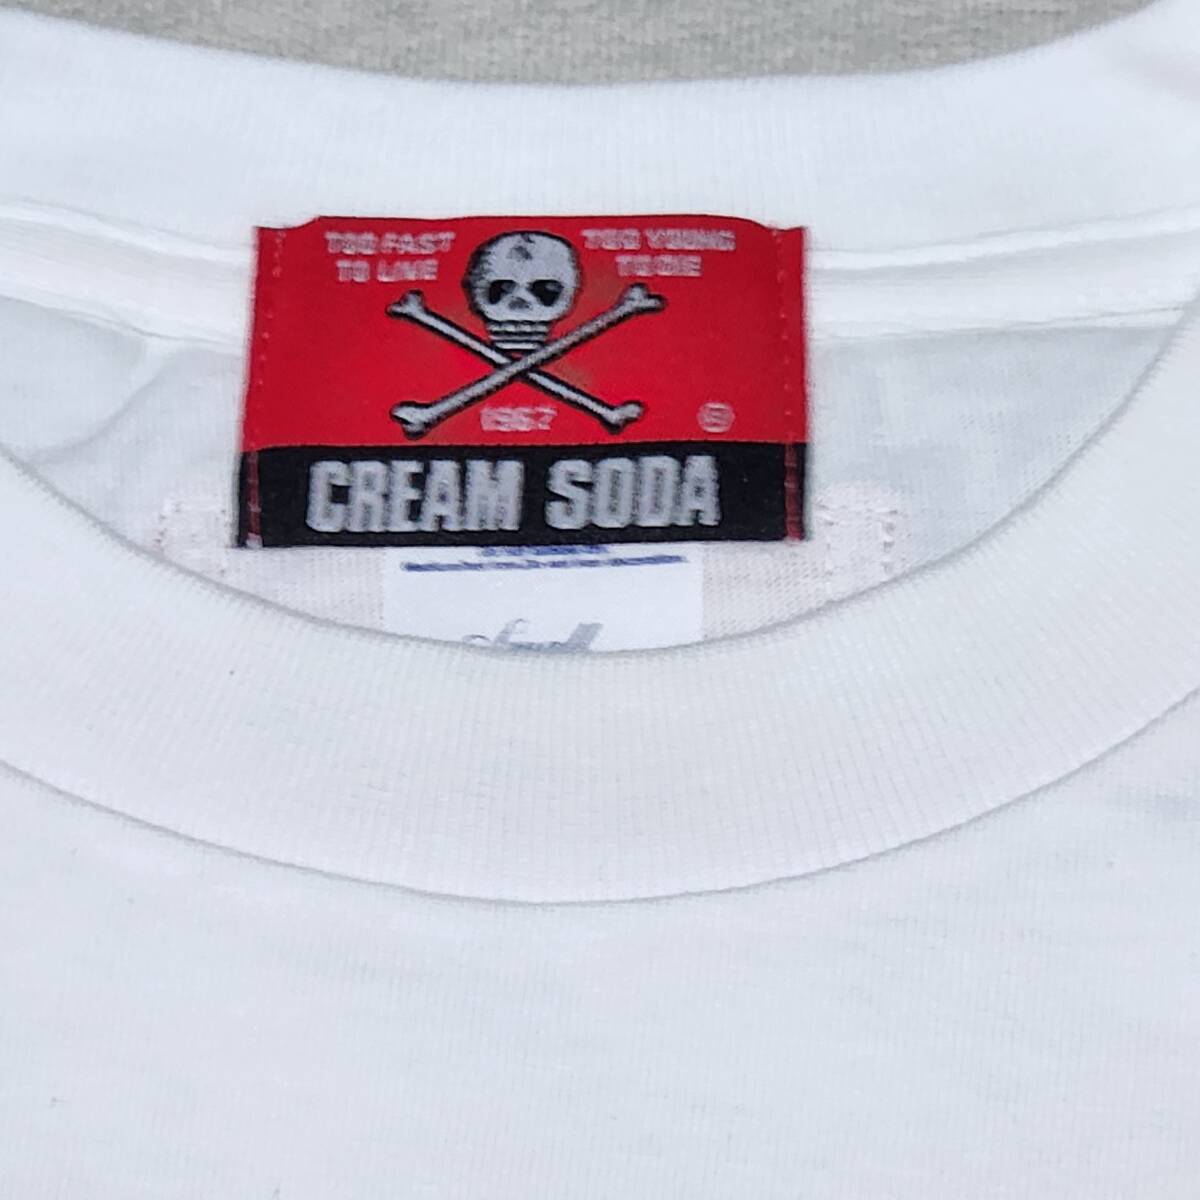 TOO FAST TOO YOUNG
TO LIVE TO DIE
1967 ®
CREAM SODA